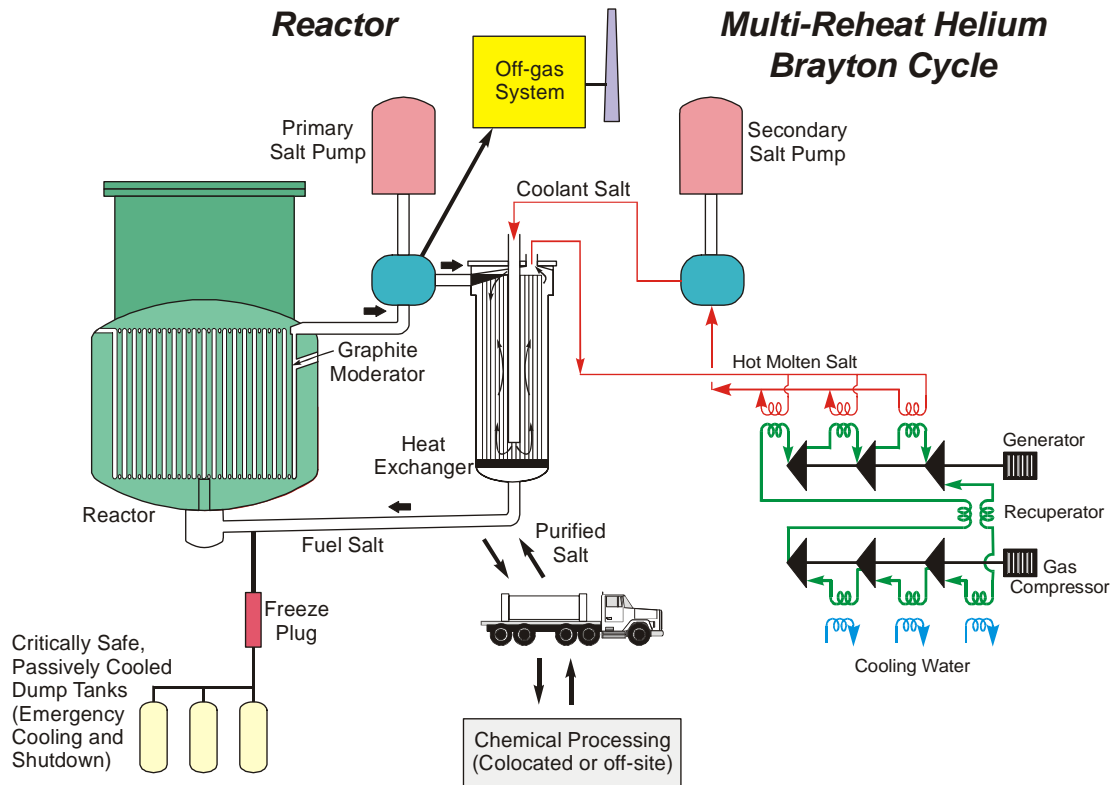 Reactor
Multi-Reheat Helium
Brayton Cycle
Off-gas
System
Primary
Salt Pump
Secondary
Salt Pump
Coolant Salt
Graphite
Moderator
Hot Molten Salt
Heat
Exchanger
Generator
Reactor
Recuperator
Fuel Salt
Purified
Salt
Gas
Compressor
Freeze
Plug
Critically Safe,
Passively Cooled
Dump Tanks
(Emergency
Cooling and
Shutdown)
Cooling Water
Chemical Processing
(Colocated or off-site)